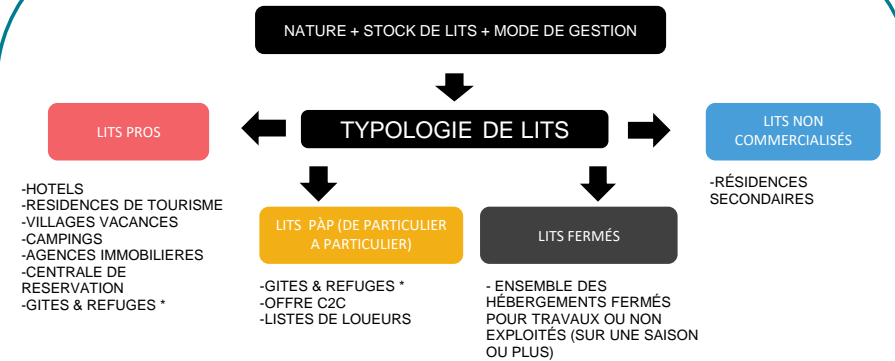 NATURE + STOCK DE LITS + MODE DE GESTION
TYPOLOGIE DE LITS
LITS PROS
-HOTELS
-RESIDENCES DE TOURISME
-VILLAGES VACANCES
-CAMPINGS
-AGENCES IMMOBILIERES
-CENTRALE DE
RESERVATION
-GITES & REFUGES *
LITS PÀP (DE PARTICULIER
A PARTICULIER)
-GITES & REFUGES *
-OFFRE C2C
-LISTES DE LOUEURS
LITS FERMÉS
- ENSEMBLE DES
HÉBERGEMENTS FERMÉS
POUR TRAVAUX OU NON
EXPLOITÉS (SUR UNE SAISON
OU PLUS)
LITS NON
COMMERCIALISÉS
-RÉSIDENCES
SECONDAIRES